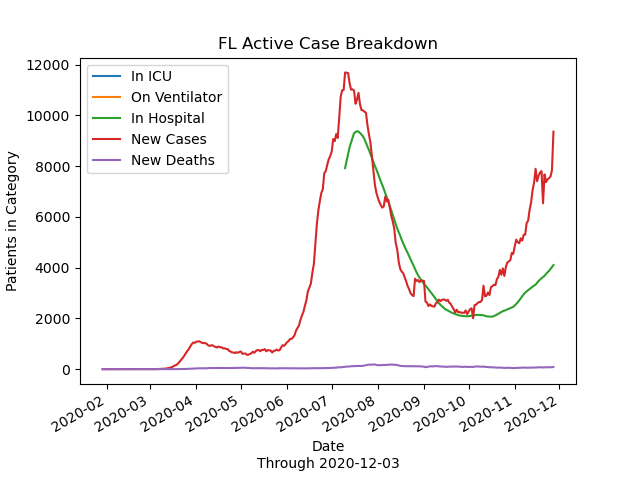 FL Active Case Breakdown
In ICU
On Ventilator
In Hospital
New Cases
New Deaths
Patients in Category
12000
10000
8000
6000
4000
2000
0
2020-02
2020-03
2020-04
2020-05
2020-06
2020-07
2020-08
2020-09
2020-10
2020-11
2020-12
Date
Through 2020-12-03